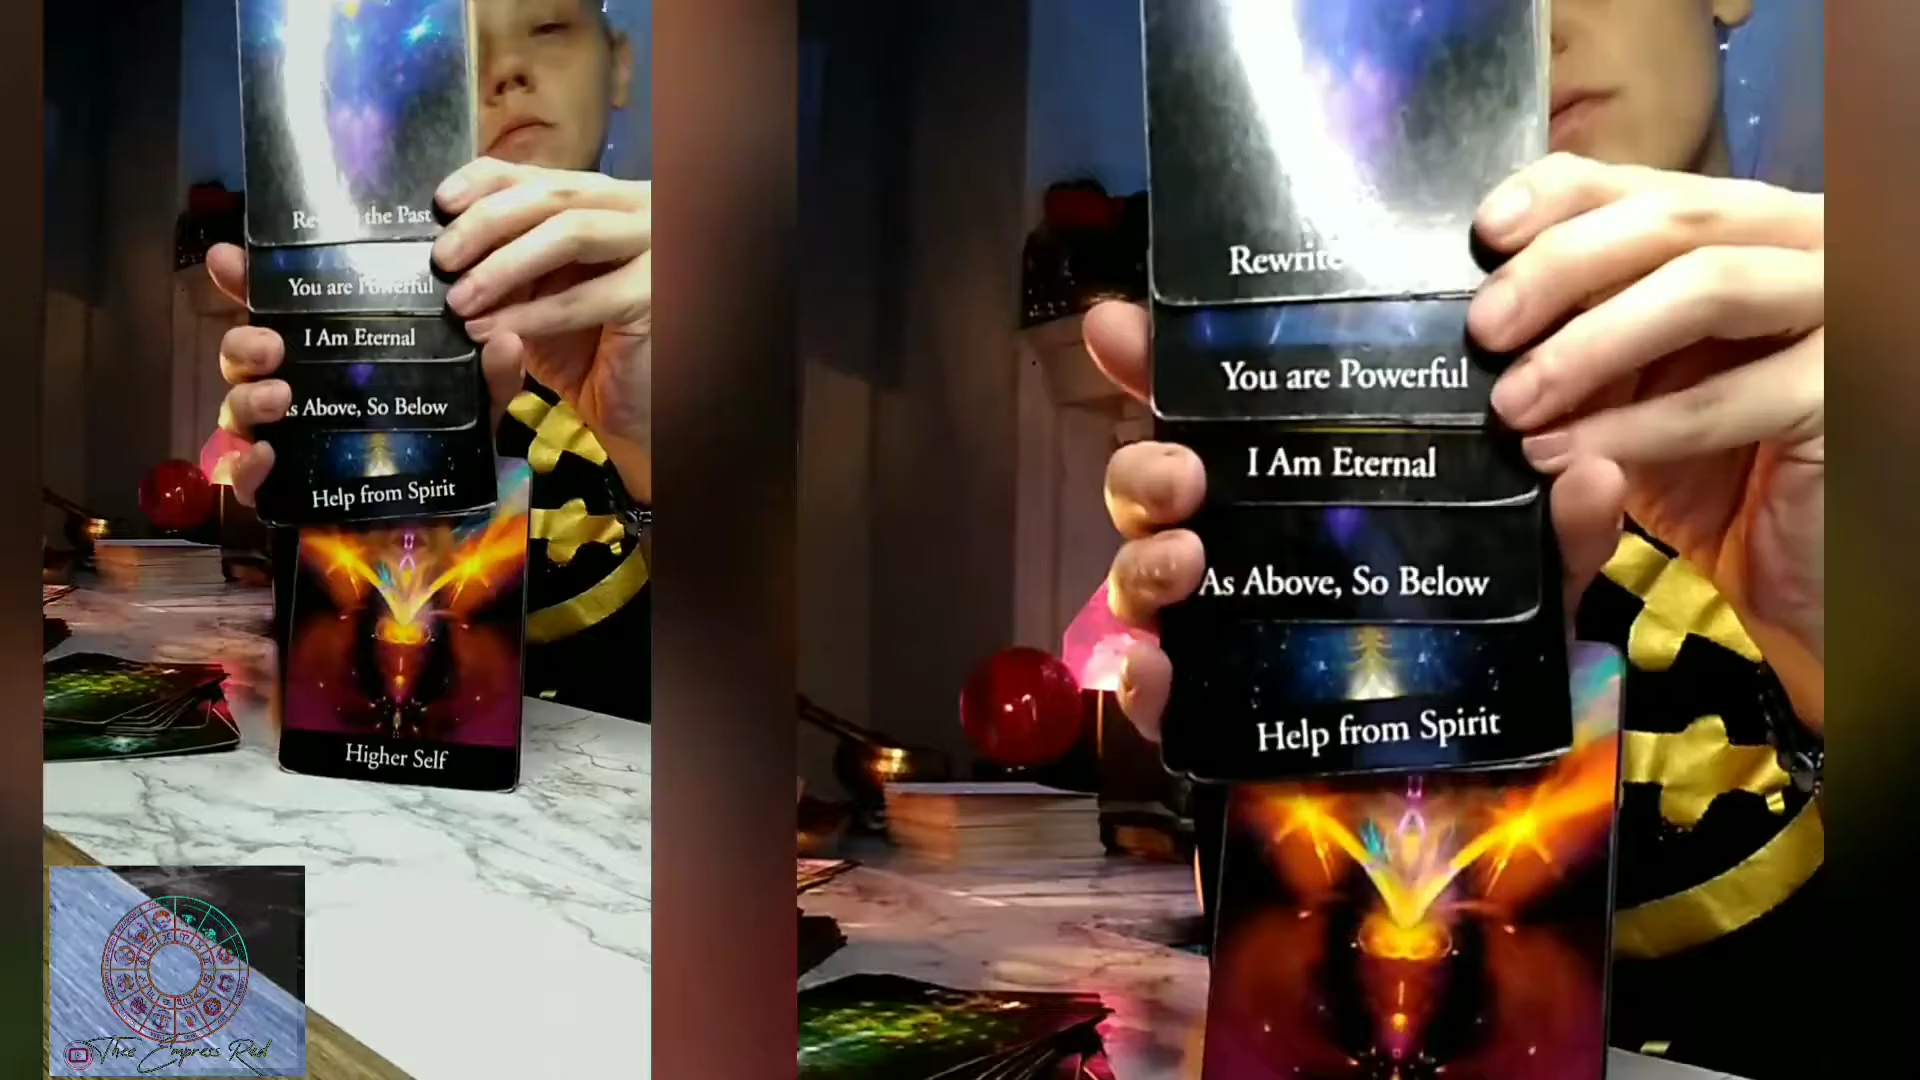 Re the Past
You are Powerful
I Am Eternal
As Above, So Below
Help from Spirit
Higher Self
Thee Empress Red
Rewrite
You are Powerful
I Am Eternal
As Above, So Below
Help from Spirit